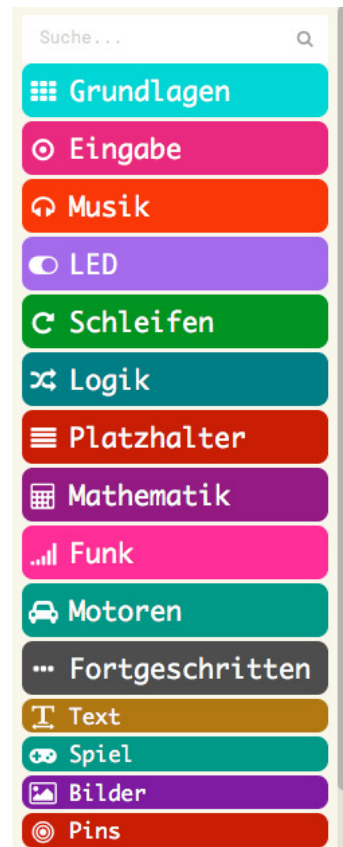 Suche...
Grundlagen
Eingabe
Musik
LED
Schleifen
Logik
Platzhalter
Mathematik
Funk
Motoren
Fortgeschritten
Text
Spiel
Bilder
Pins